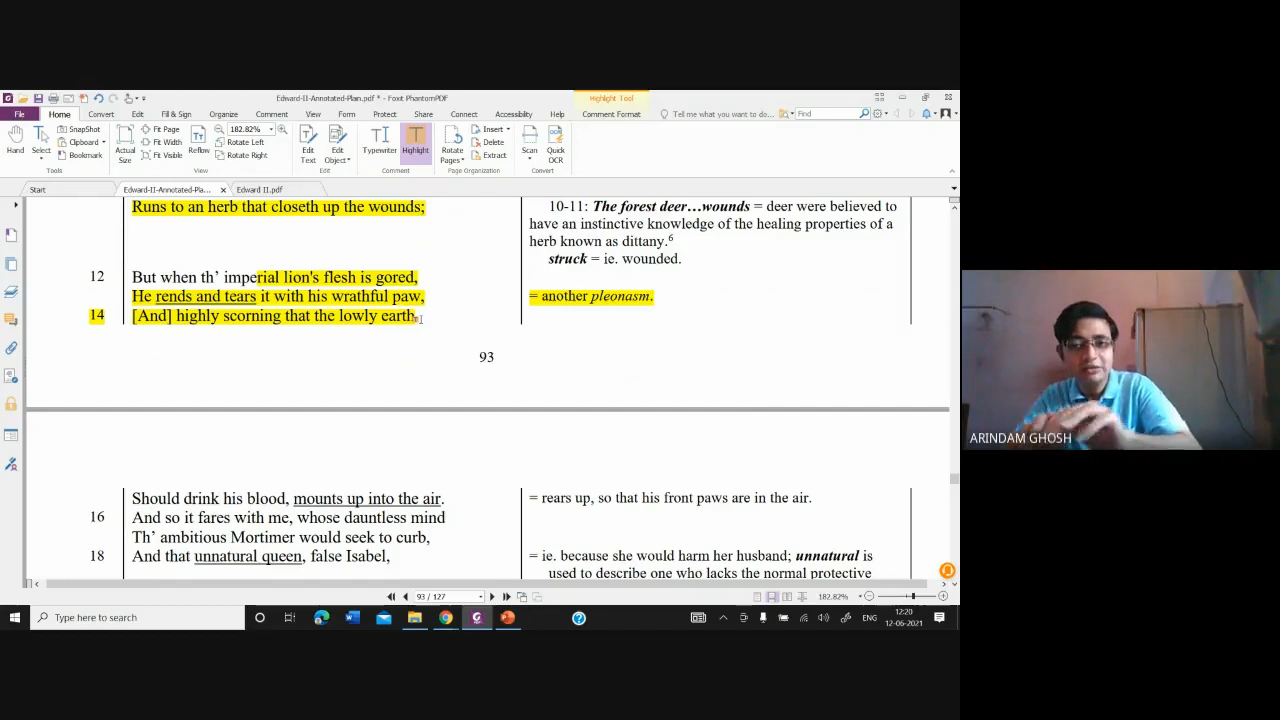 Edward-II-Annotated-Plam.pdf * - Foxit PhantomPDF
Highlight Tool
File Home Convert Edit Fill & Sign Organize Comment View Form Protect Share Connect Accessibility Help Comment Format Tell me what you want to do... Find
Hand
Select
SnapShot
Clipboard
Bookmark
Tools
Actual Size
Fit Page
Fit Width
Fit Visible
Reflow
182.82%
Rotate Left
Rotate Right
View
Edit Text
Edit Object
Edit
Typewriter
Highlight
Comment
Rotate Pages
Insert
Delete
Extract
Page Organization
Scan
Quick OCR
Convert
Start Edward-II-Annotated-Pla... Edward II.pdf
Runs to an herb that closeth up the wounds;
10-11: The forest deer…wounds = deer were believed to
have an instinctive knowledge of the healing properties of a
herb known as dittany.6
struck = ie. wounded.
12 But when th’ imperial lion's flesh is gored,
He rends and tears it with his wrathful paw, = another pleonasm.
14 [And] highly scorning that the lowly earth
93
Should drink his blood, mounts up into the air. = rears up, so that his front paws are in the air.
16 And so it fares with me, whose dauntless mind
Th’ ambitious Mortimer would seek to curb,
18 And that unnatural queen, false Isabel, = ie. because she would harm her husband; unnatural is
used to describe one who lacks the normal protective
93 / 127
182.82%
Type here to search
ENG
12:20
12-06-2021
ARINDAM GHOSH